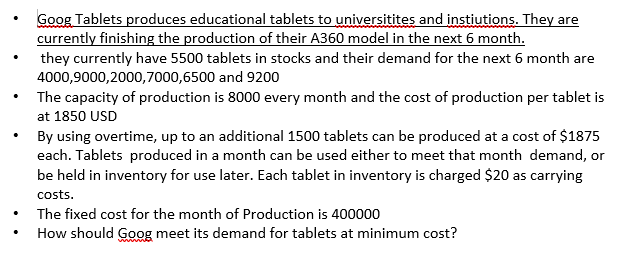 • Goog Tablets produces educational tablets to universitites and instiutions. They are
currently finishing the production of their A360 model in the next 6 month.
• they currently have 5500 tablets in stocks and their demand for the next 6 month are
4000,9000,2000,7000,6500 and 9200
• The capacity of production is 8000 every month and the cost of production per tablet is
at 1850 USD
• By using overtime, up to an additional 1500 tablets can be produced at a cost of $1875
each. Tablets produced in a month can be used either to meet that month demand, or
be held in inventory for use later. Each tablet in inventory is charged $20 as carrying
costs.
• The fixed cost for the month of Production is 400000
• How should Goog meet its demand for tablets at minimum cost?